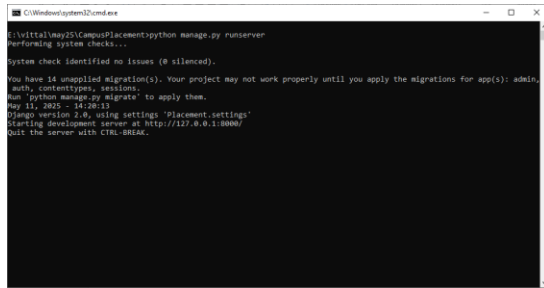 C:\Windows\system32\cmd.exe
E:\vittal\may25\CampusPlacement>python manage.py runserver
Performing system checks...
System check identified no issues (0 silenced).
You have 14 unapplied migration(s). Your project may not work properly until you apply the migrations for app(s): admin,
auth, contenttypes, sessions.
Run 'python manage.py migrate' to apply them.
May 11, 2025 - 14:20:13
Django version 2.0, using settings 'Placement.settings'
Starting development server at http://127.0.0.1:8000/
Quit the server with CTRL-BREAK.